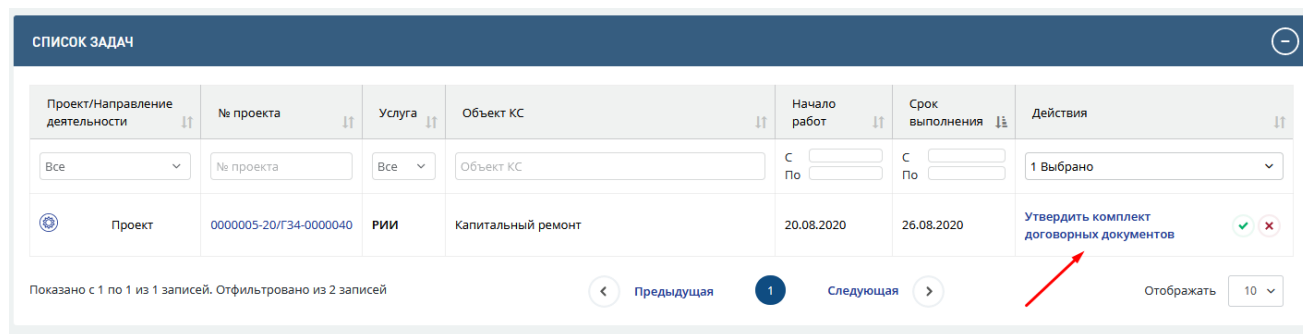 СПИСОК ЗАДАЧ
Проект/Направление
деятельности
№ проекта
Услуга
Объект КС
Начало
работ
Срок
выполнения
Действия
Все
№ проекта
Все
Объект КС
С
По
С
По
1 Выбрано
Проект
0000005-20/ГЗ4-0000040
РИИ
Капитальный ремонт
20.08.2020
26.08.2020
Утвердить комплект
договорных документов
Показано с 1 по 1 из 1 записей. Отфильтровано из 2 записей
Предыдущая
1
Следующая
Отображать
10